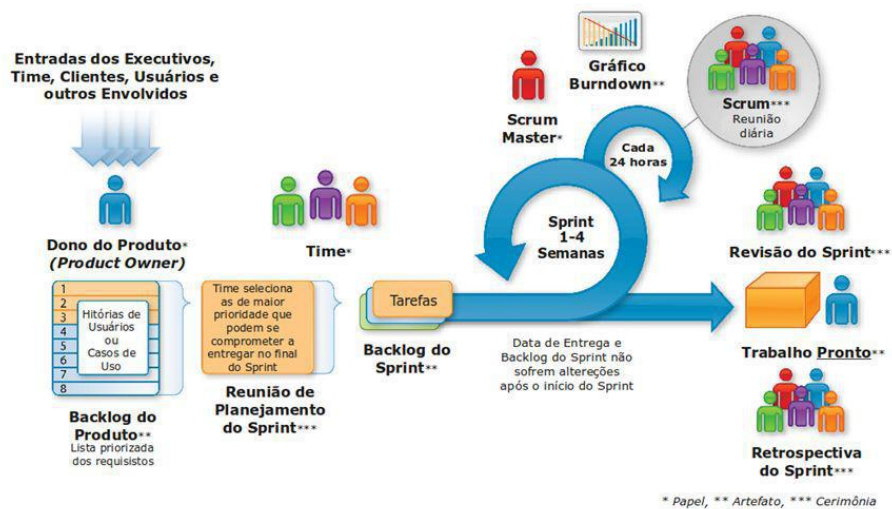 Entradas dos Executivos,
Time, Clientes, Usuários e
outros Envolvidos
Dono do Produto*
(Product Owner)
1
2
3
4
5
6
7
8
Hitórias de
Usuários
ou
Casos de
Uso
Backlog do
Produto**
Lista priorizada
dos requisistos
Time*
Time seleciona
as de maior
prioridade que
podem se
comprometer a
entregar no final
do Sprint
Reunião de
Planejamento
do Sprint***
Tarefas
Backlog do
Sprint**
Scrum
Master*
Gráfico
Burndown**
Cada
24 horas
Scrum***
Reunião
diária
Sprint
1-4
Semanas
Data de Entrega e
Backlog do Sprint não
sofrem altereções
após o início do Sprint
Revisão do Sprint***
Trabalho Pronto**
Retrospectiva
do Sprint***
* Papel, ** Artefato, *** Cerimônia